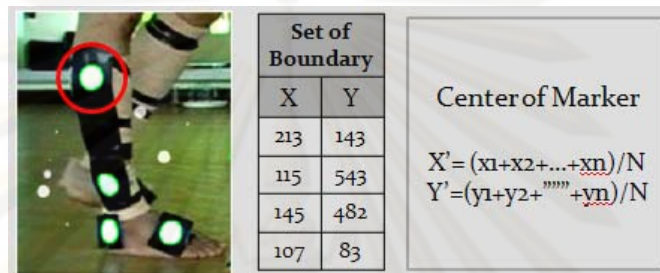 Set of
Boundary
X Y
213 143
115 543
145 482
107 83
Center of Marker
X'= (x1+x2+...+xn)/N
Y'=(y1+y2+"""+yn)/N